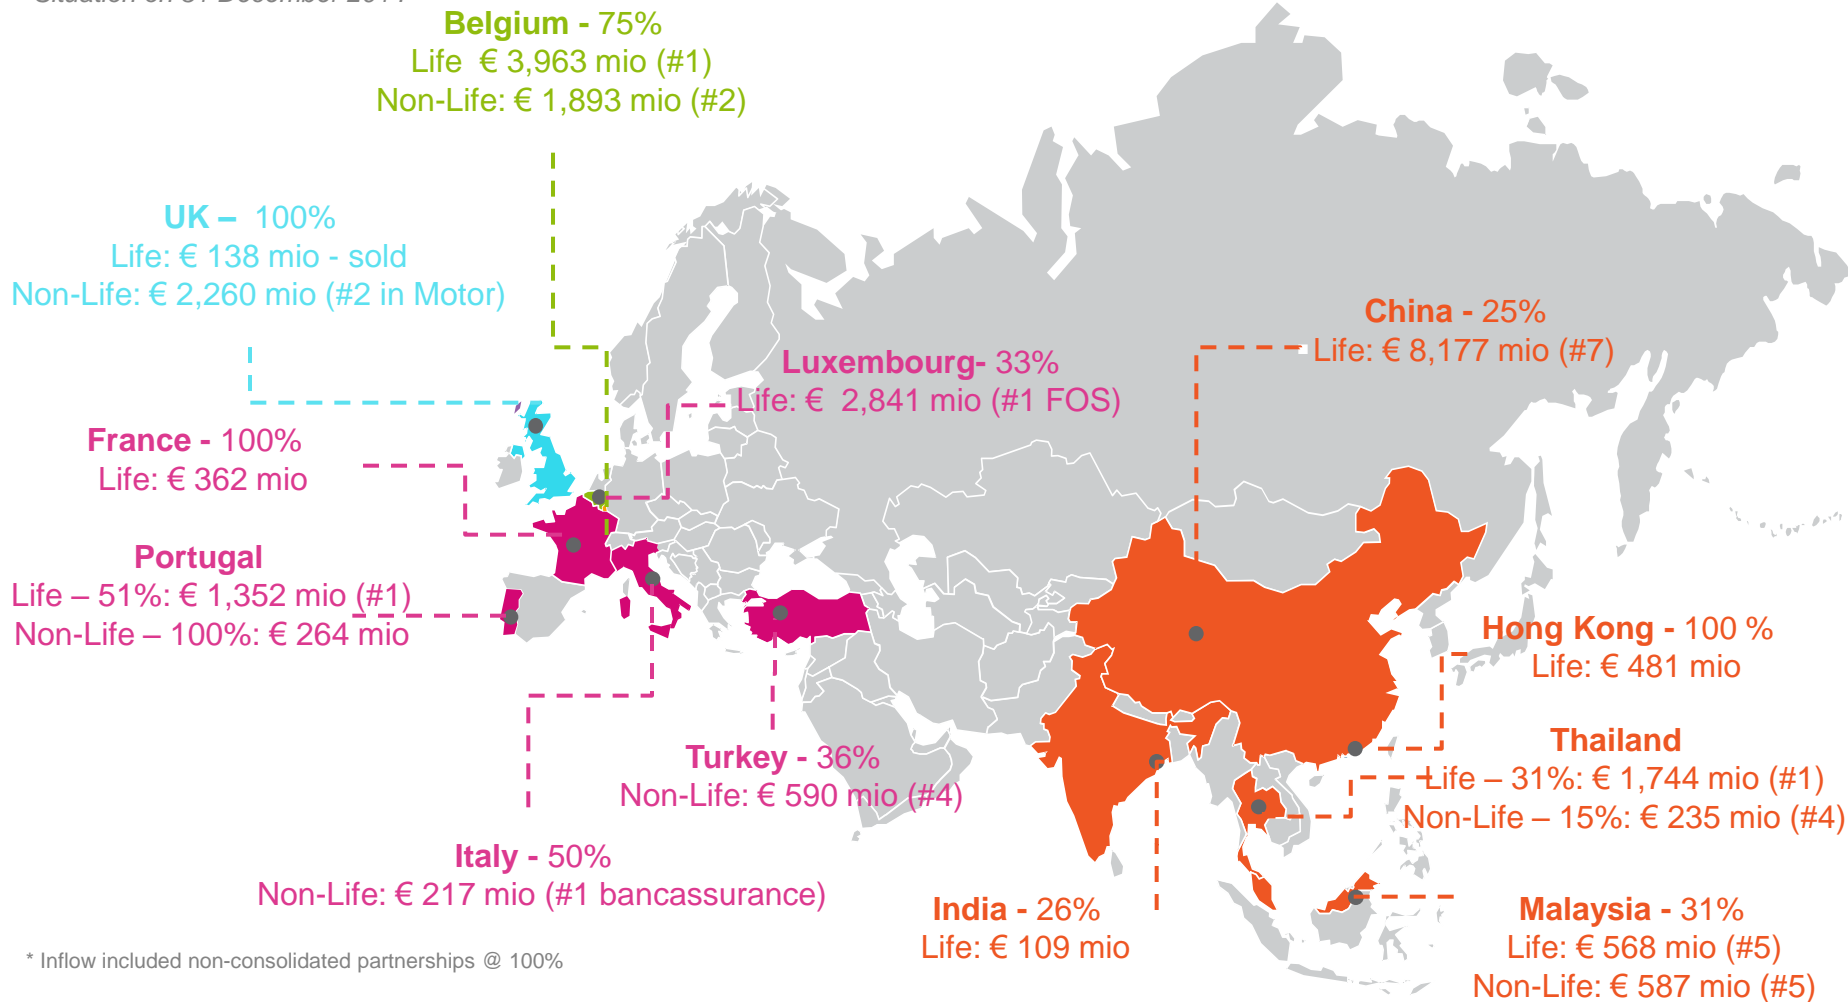 Situation on 31 December 2014
Belgium - 75%
Life € 3,963 mio (#1)
Non-Life: € 1,893 mio (#2)
UK – 100%
Life: € 138 mio - sold
Non-Life: € 2,260 mio (#2 in Motor)
China - 25%
Life: € 8,177 mio (#7)
Luxembourg- 33%
Life: € 2,841 mio (#1 FOS)
France - 100%
Life: € 362 mio
Portugal
Life – 51%: € 1,352 mio (#1)
Non-Life – 100%: € 264 mio
Hong Kong - 100 %
Life: € 481 mio
Turkey - 36%
Non-Life: € 590 mio (#4)
Thailand
Life – 31%: € 1,744 mio (#1)
Non-Life – 15%: € 235 mio (#4)
Italy - 50%
Non-Life: € 217 mio (#1 bancassurance)
India - 26%
Life: € 109 mio
Malaysia - 31%
Life: € 568 mio (#5)
Non-Life: € 587 mio (#5)
* Inflow included non-consolidated partnerships @ 100%